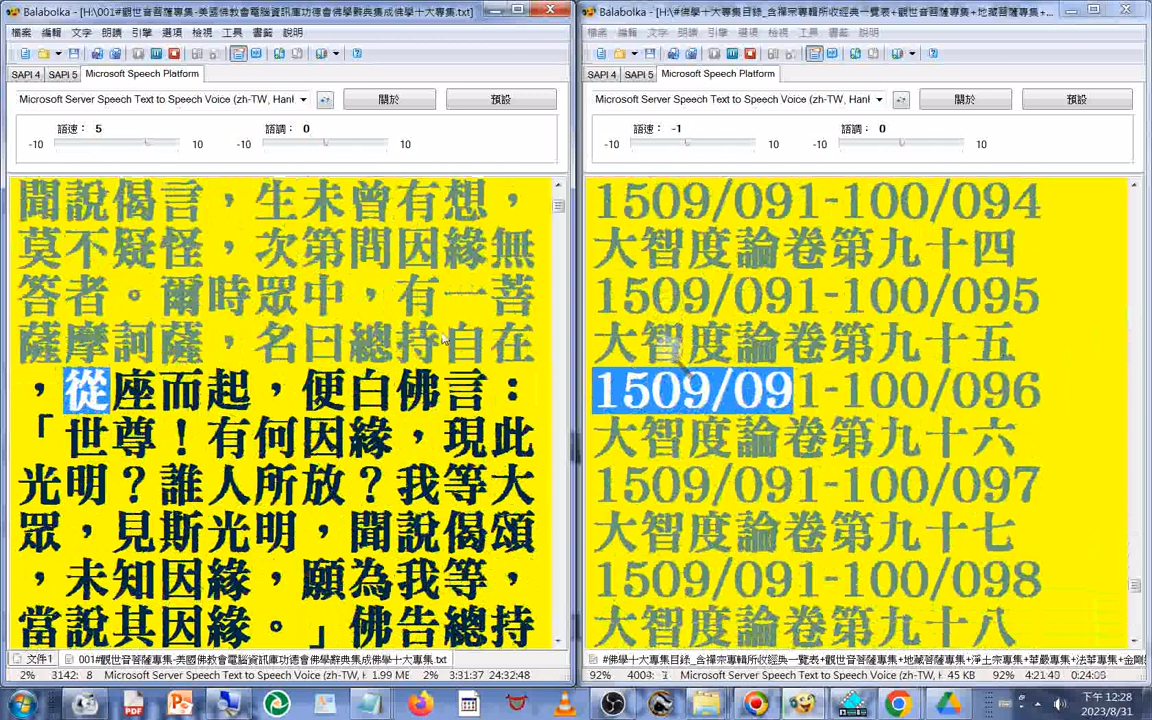 Balabolka - [H:\001#觀世音菩薩專集-美國佛教會電腦資訊庫功德會佛學辭典集成佛學十大專集.txt]
檔案 編輯 文字 朗讀 引擎 選項 檢視 工具 書籤 說明
SAPI 4 SAPI 5 Microsoft Speech Platform
Microsoft Server Speech Text to Speech Voice (zh-TW, Hanl
關於
預設
語速： 5
語調： 0
-10 10 -10 10
聞說偈言，生未曾有想，
莫不疑怪，次第問因緣無
答者。爾時眾中，有一菩
薩摩訶薩，名曰總持自在
，從座而起，便白佛言：
「世尊！有何因緣，現此
光明？誰人所放？我等大
眾，見斯光明，聞說偈頌
，未知因緣，願為我等，
當說其因緣。」佛告總持
文件1 001#觀世音菩薩專集-美國佛教會電腦資訊庫功德會佛學辭典集成佛學十大專集.txt
2% 3142: 8 Microsoft Server Speech Text to Speech Voice (zh-TW 1.99 ME 2% 3:31:37 24:32:48
Balabolka - [H:\#佛學十大專集目錄_含禪宗專輯所收經典一覽表+觀世音菩薩專集+地藏菩薩專集+淨土宗專集+...
檔案 編輯 文字 朗讀 引擎 選項 檢視 工具 書籤 說明
SAPI 4 SAPI 5 Microsoft Speech Platform
Microsoft Server Speech Text to Speech Voice (zh-TW, Hanl
關於
預設
語速： -1
語調： 0
-10 10 -10 10
1509/091-100/094
大智度論卷第九十四
1509/091-100/095
大智度論卷第九十五
1509/091-100/096
大智度論卷第九十六
1509/091-100/097
大智度論卷第九十七
1509/091-100/098
大智度論卷第九十八
#佛學十大專集目錄_含禪宗專輯所收經典一覽表+觀世音菩薩專集+地藏菩薩專集+淨土宗專集+華嚴專集+法華專集+金剛
92% 4004: Microsoft Server Speech Text to Speech Voice (zh-TW 45 KB 92% 4:21:49 0:24:08
下午 12:28
2023/8/31